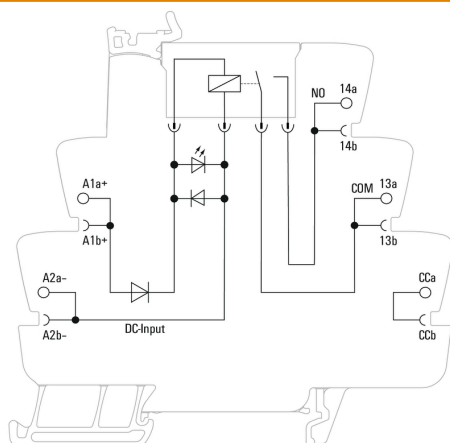 NO
14a
14b
A1a+
COM
13a
A1b+
13b
A2a–
CCa
A2b–
DC-Input
CCb